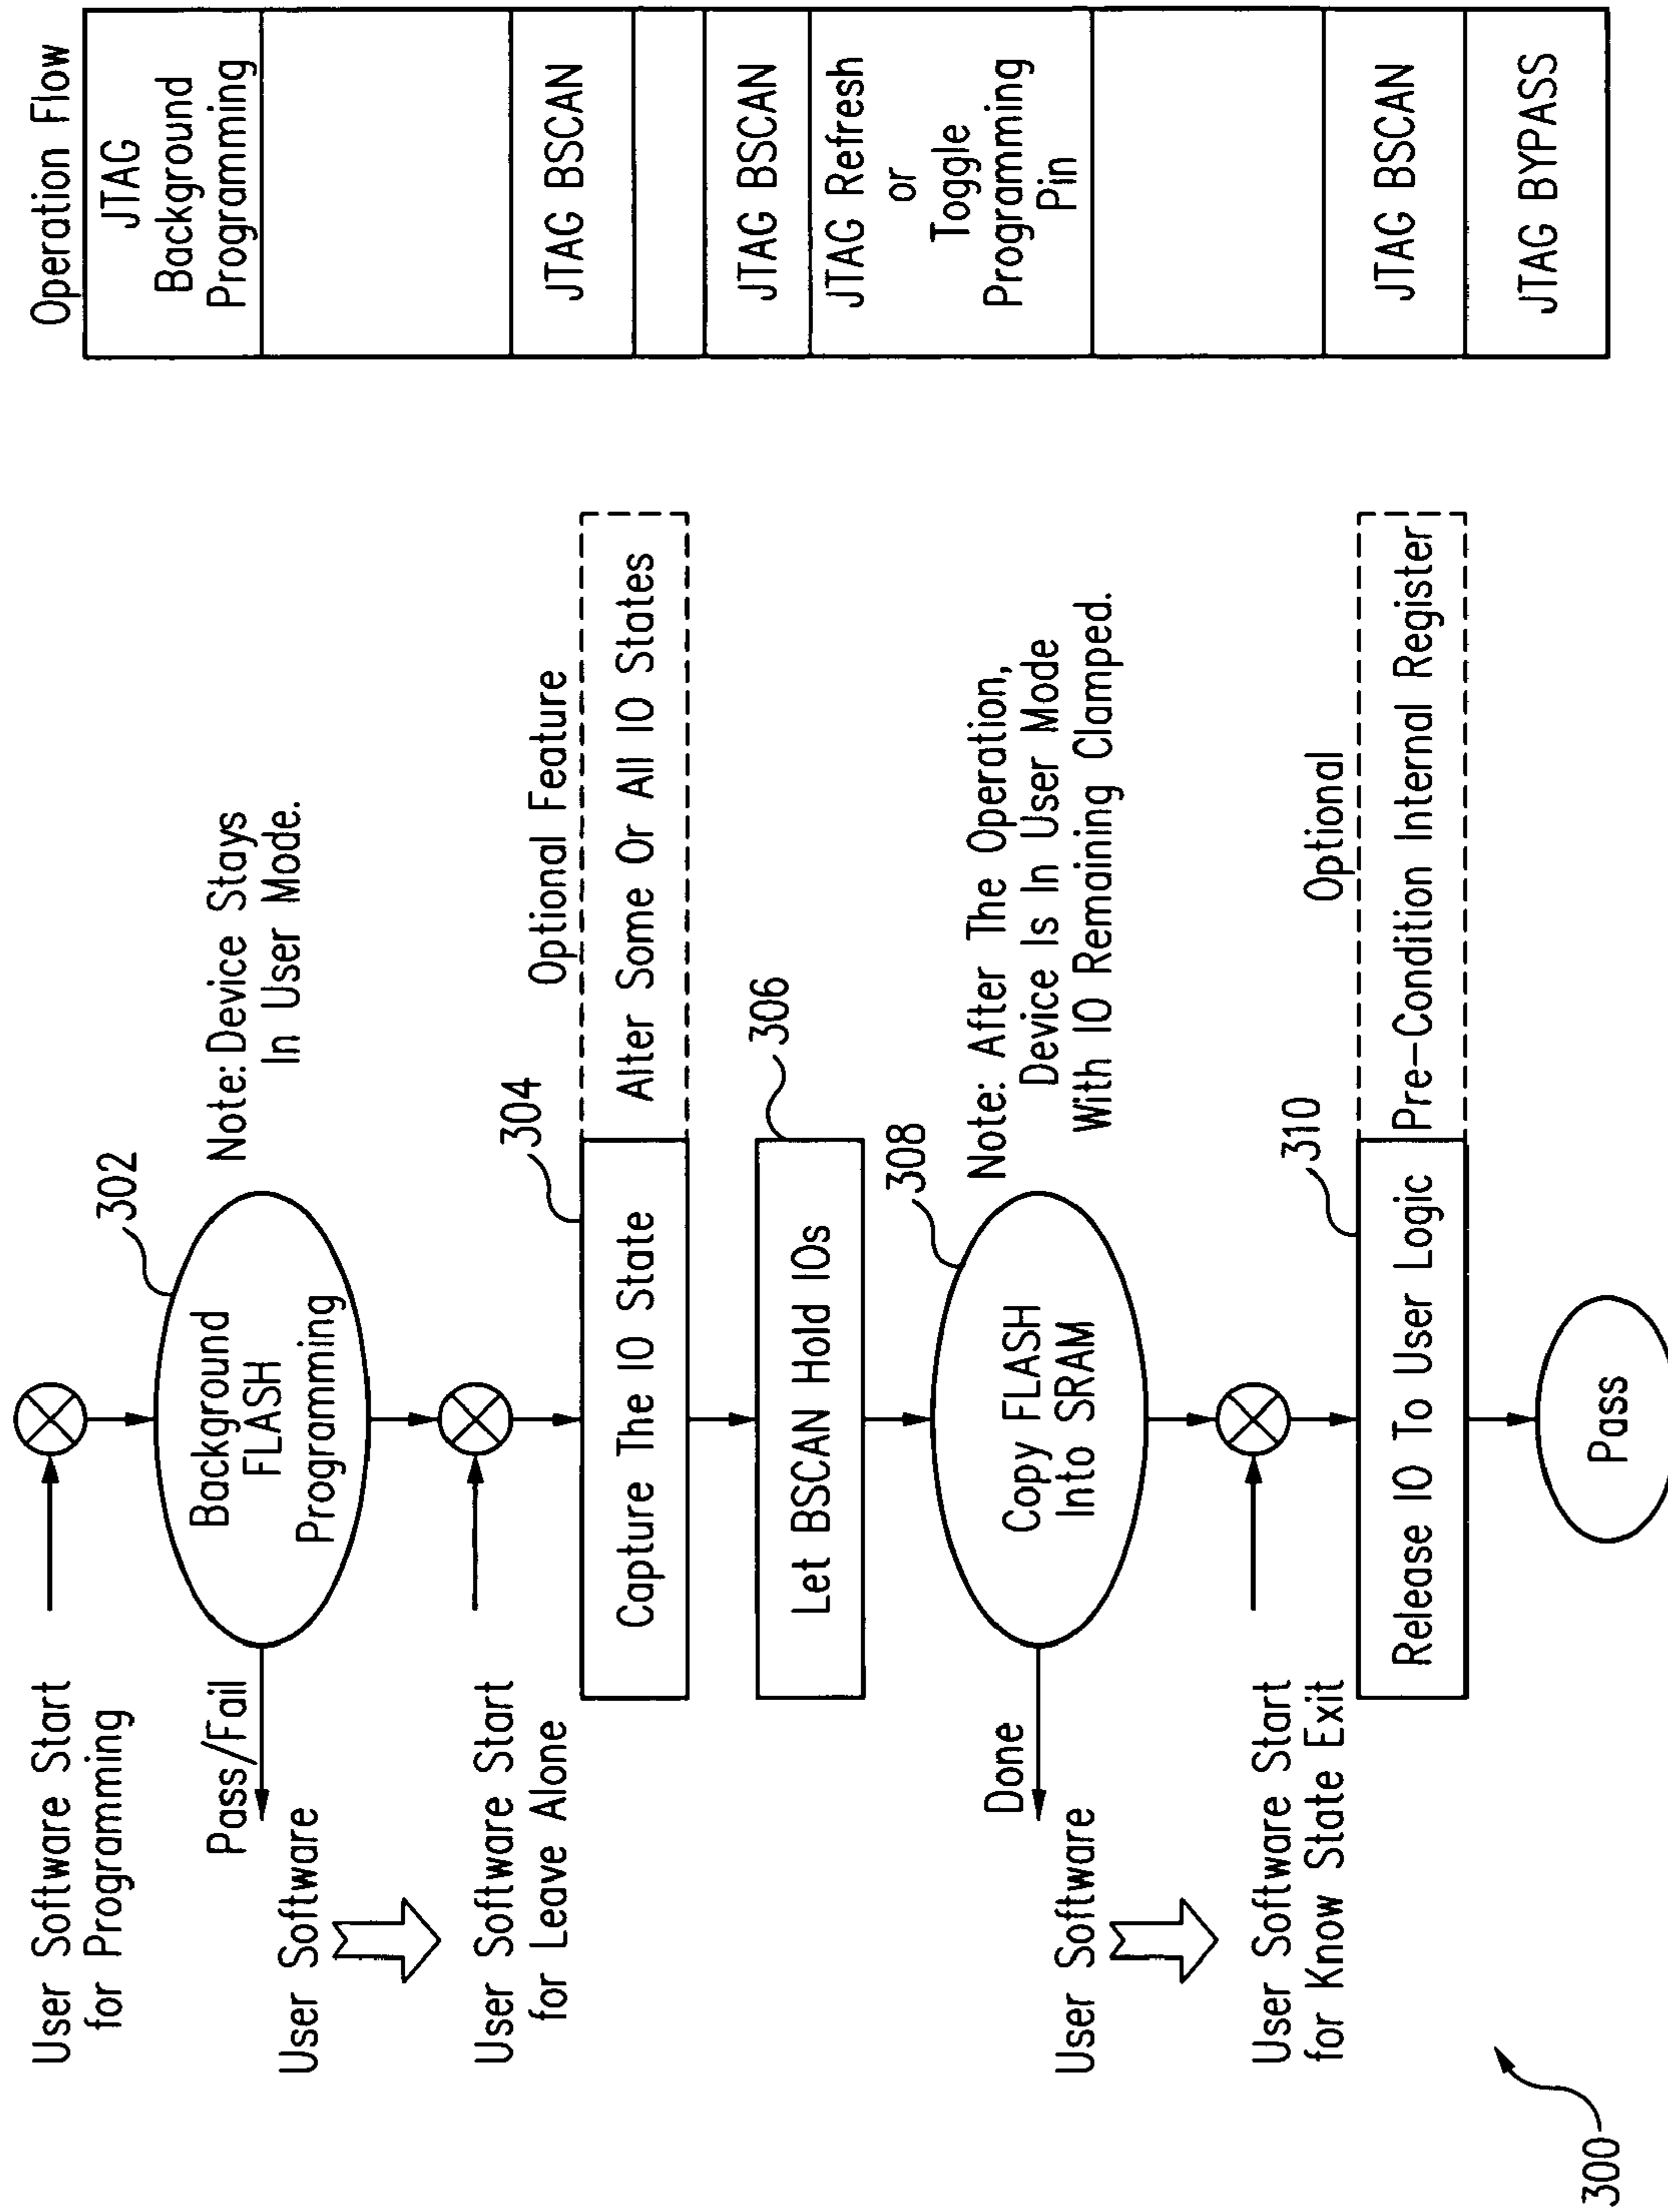 User Software Start
for Programming
302
Background
FLASH
Programming
Note: Device Stays
In User Mode.
Pass/Fail
User Software
User Software Start
for Leave Alone
304
Capture The IO State
Optional Feature
Alter Some Or All IO States
306
Let BSCAN Hold IOs
308
Copy FLASH
Into SRAM
Note: After The Operation,
Device Is In User Mode
With IO Remaining Clamped.
Done
User Software
User Software Start
for Know State Exit
310
Release IO To User Logic
Optional
Pre-Condition Internal Register
Pass
300
Operation Flow
JTAG
Background
Programming
JTAG BSCAN
JTAG BSCAN
JTAG Refresh
or
Toggle
Programming
Pin
JTAG BSCAN
JTAG BYPASS